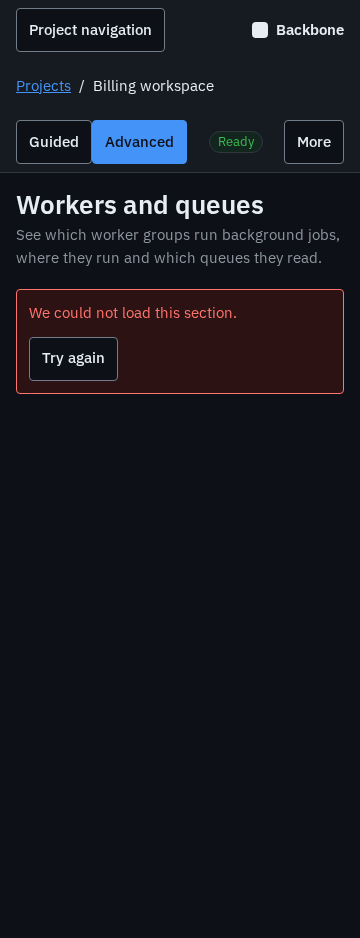 Project navigation
Backbone
Projects / Billing workspace
Guided
Advanced
Ready
More
Workers and queues
See which worker groups run background jobs,
where they run and which queues they read.
We could not load this section.
Try again